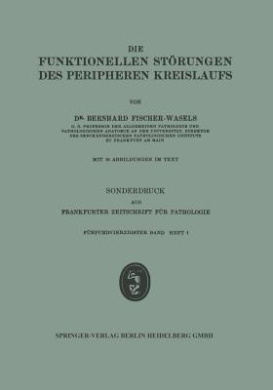 DIE
FUNKTIONELLEN STÖRUNGEN
DES PERIPHEREN KREISLAUFS
VON
DR. BERNHARD FISCHER-WASELS
O. Ö. PROFESSOR DER ALLGEMEINEN PATHOLOGIE UND
PATHOLOGISCHEN ANATOMIE AN DER UNIVERSITÄT, DIREKTOR
DES SENCKENBERGISCHEN PATHOLOGISCHEN INSTITUTS
ZU FRANKFURT AM MAIN
MIT ABBILDUNGEN IM TEXT
SONDERDRUCK
AUS
FRANKFURTER ZEITSCHRIFT FÜR PATHOLOGIE
FÜNFUNDVIERZIGSTER BAND HEFT 1
SPRINGER-VERLAG BERLIN HEIDELBERG GMBH